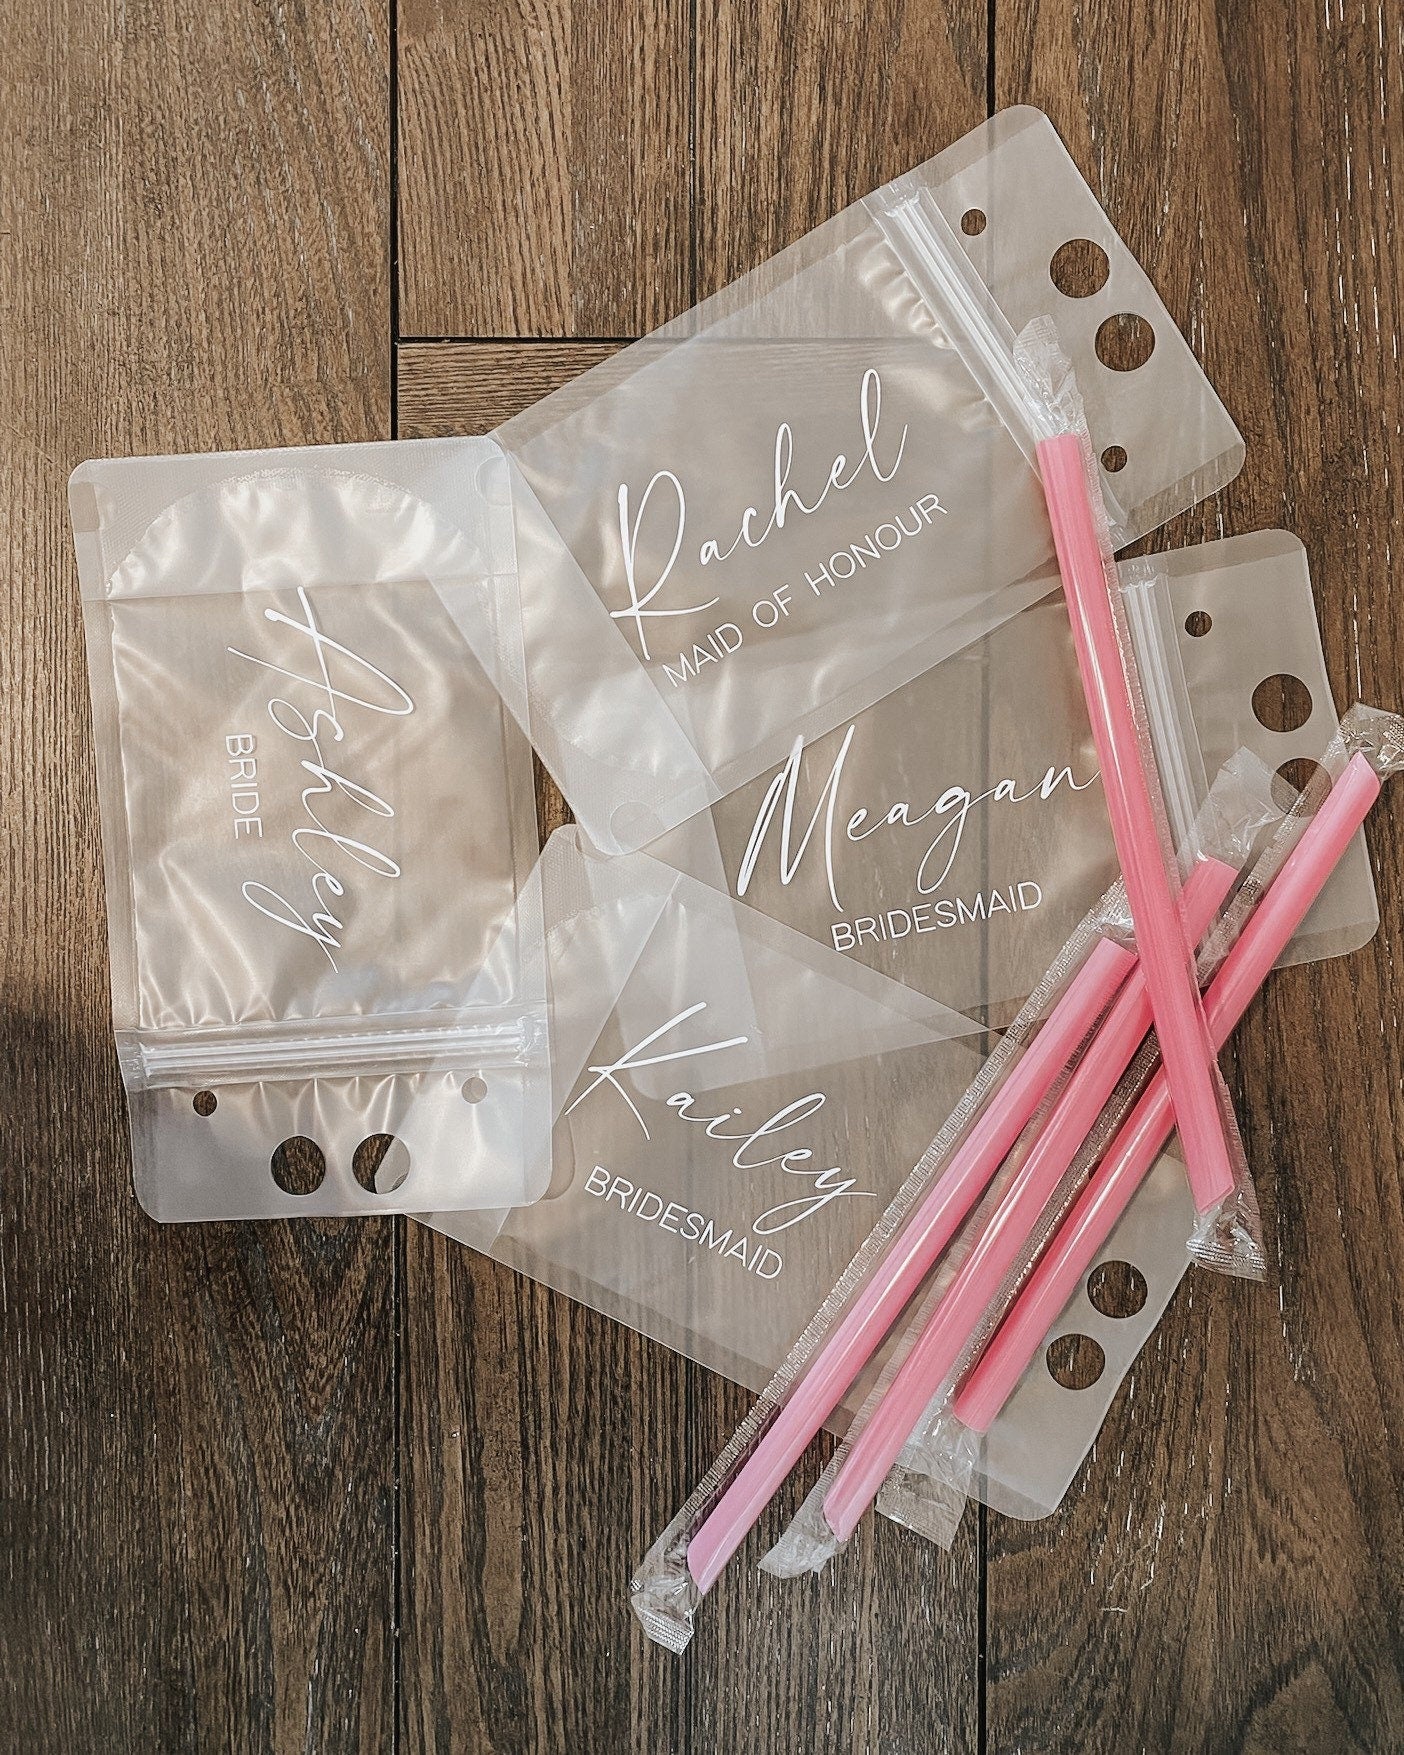 Rachel
MAID OF HONOUR
Ashley
BRIDE
Meagan
BRIDESMAID
Kailey
BRIDESMAID